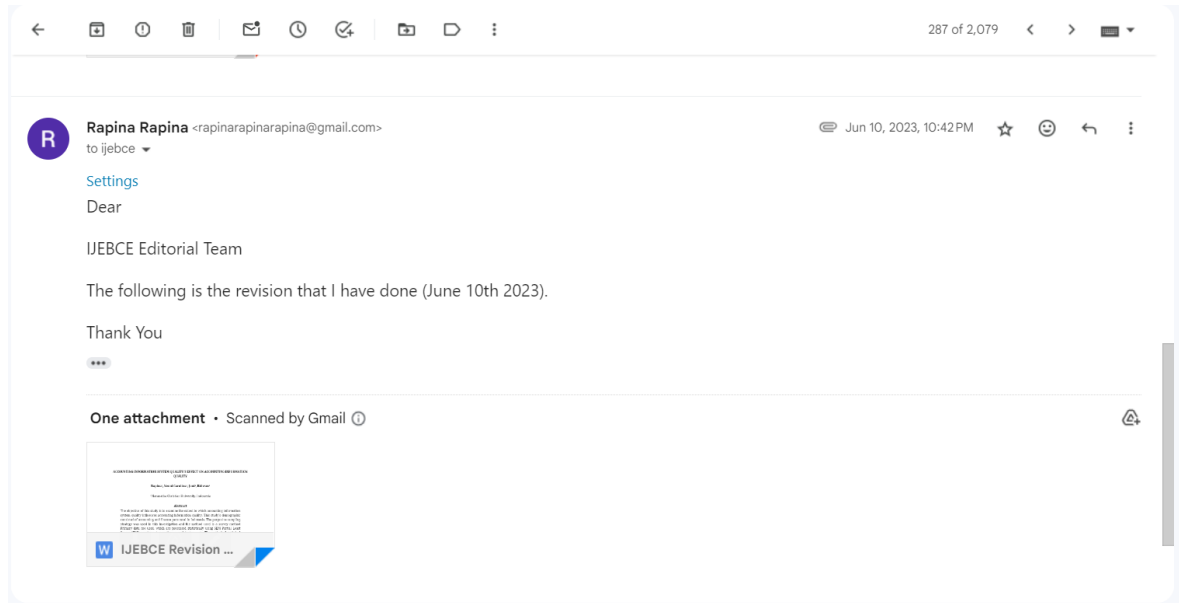 287 of 2,079
R
Rapina Rapina <rapinarapinarapina@gmail.com>
Jun 10, 2023, 10:42 PM
to ijebce
Settings
Dear
IJEBCE Editorial Team
The following is the revision that I have done (June 10th 2023).
Thank You
One attachment • Scanned by Gmail
W IJEBCE Revision ...